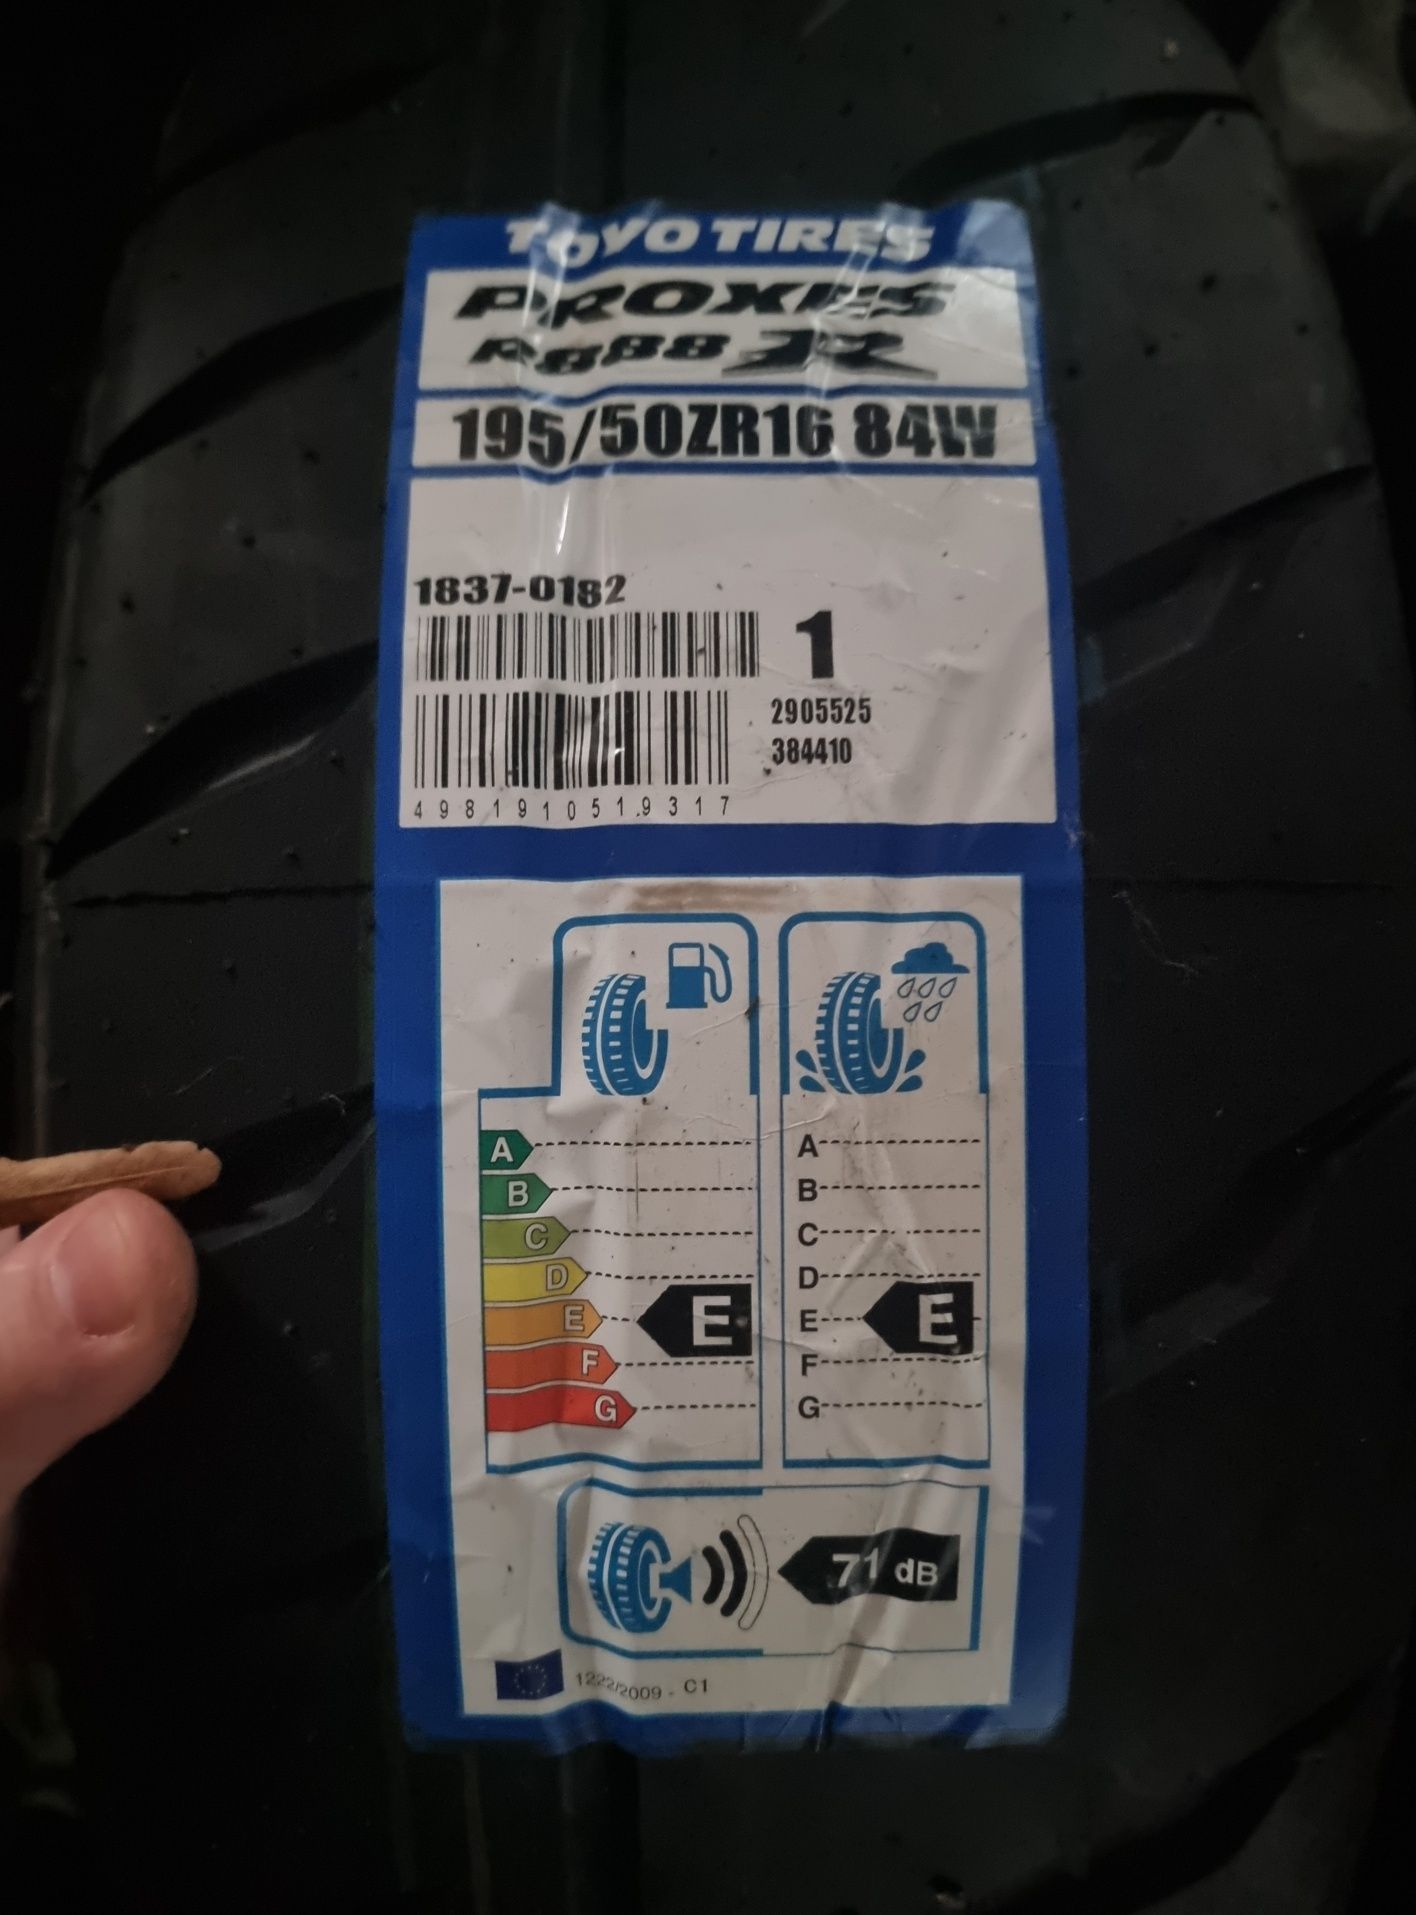 TOYO TIRES
PROXES
R888 R
195/50ZR16 84W
1837-0182
1
2905525
384410
4981910519317
A
B
C
D
E
F
G
E
A
B
C
D
E
F
G
E
71 dB
1222/2009 - C1